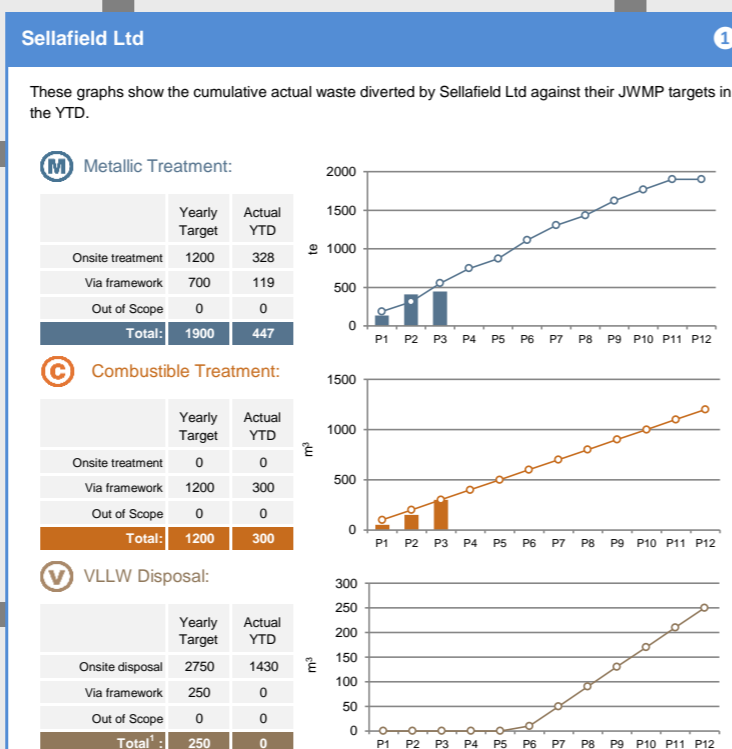 Sellafield Ltd
1
These graphs show the cumulative actual waste diverted by Sellafield Ltd against their JWMP targets in
the YTD.
M Metallic Treatment:
Yearly Target Actual YTD
Onsite treatment 1200 328
Via framework 700 119
Out of Scope 0 0
Total: 1900 447
2000
1500
1000
500
0
te
P1 P2 P3 P4 P5 P6 P7 P8 P9 P10 P11 P12
C Combustible Treatment:
Yearly Target Actual YTD
Onsite treatment 0 0
Via framework 1200 300
Out of Scope 0 0
Total: 1200 300
1500
1000
500
0
m³
P1 P2 P3 P4 P5 P6 P7 P8 P9 P10 P11 P12
V VLLW Disposal:
Yearly Target Actual YTD
Onsite disposal 2750 1430
Via framework 250 0
Out of Scope 0 0
Total¹ : 250 0
300
250
200
150
100
50
0
m³
P1 P2 P3 P4 P5 P6 P7 P8 P9 P10 P11 P12